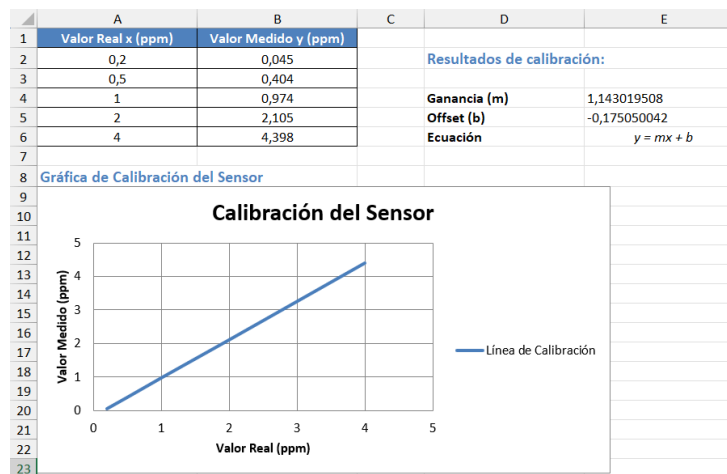 A B C D E
1 Valor Real x (ppm) Valor Medido y (ppm)
2 0,2 0,045 Resultados de calibración:
3 0,5 0,404
4 1 0,974 Ganancia (m) 1,143019508
5 2 2,105 Offset (b) -0,175050042
6 4 4,398 Ecuación y = mx + b
7
8 Gráfica de Calibración del Sensor
9
10 Calibración del Sensor
11
12
13
14
15
16
17
18
19
20
21
22
23
5
4
3
2
1
0
0 1 2 3 4 5
Valor Medido (ppm)
Valor Real (ppm)
Línea de Calibración